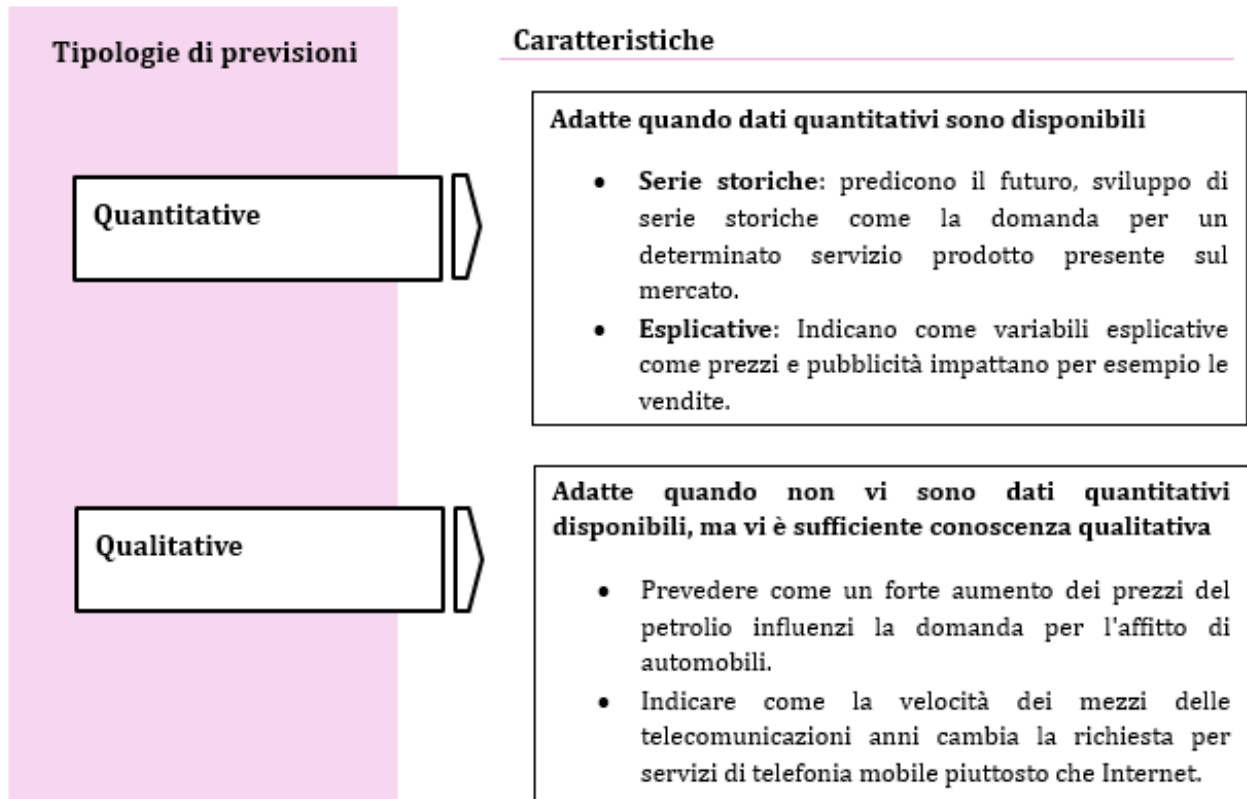 Tipologie di previsioni
Caratteristiche
Quantitative
Adatte quando dati quantitativi sono disponibili
• Serie storiche: predicono il futuro, sviluppo di
serie storiche come la domanda per un
determinato servizio prodotto presente sul
mercato.
• Esplicative: Indicano come variabili esplicative
come prezzi e pubblicità impattano per esempio le
vendite.
Qualitative
Adatte quando non vi sono dati quantitativi
disponibili, ma vi è sufficiente conoscenza qualitativa
• Prevedere come un forte aumento dei prezzi del
petrolio influenzi la domanda per l'affitto di
automobili.
• Indicare come la velocità dei mezzi delle
telecomunicazioni anni cambia la richiesta per
servizi di telefonia mobile piuttosto che Internet.